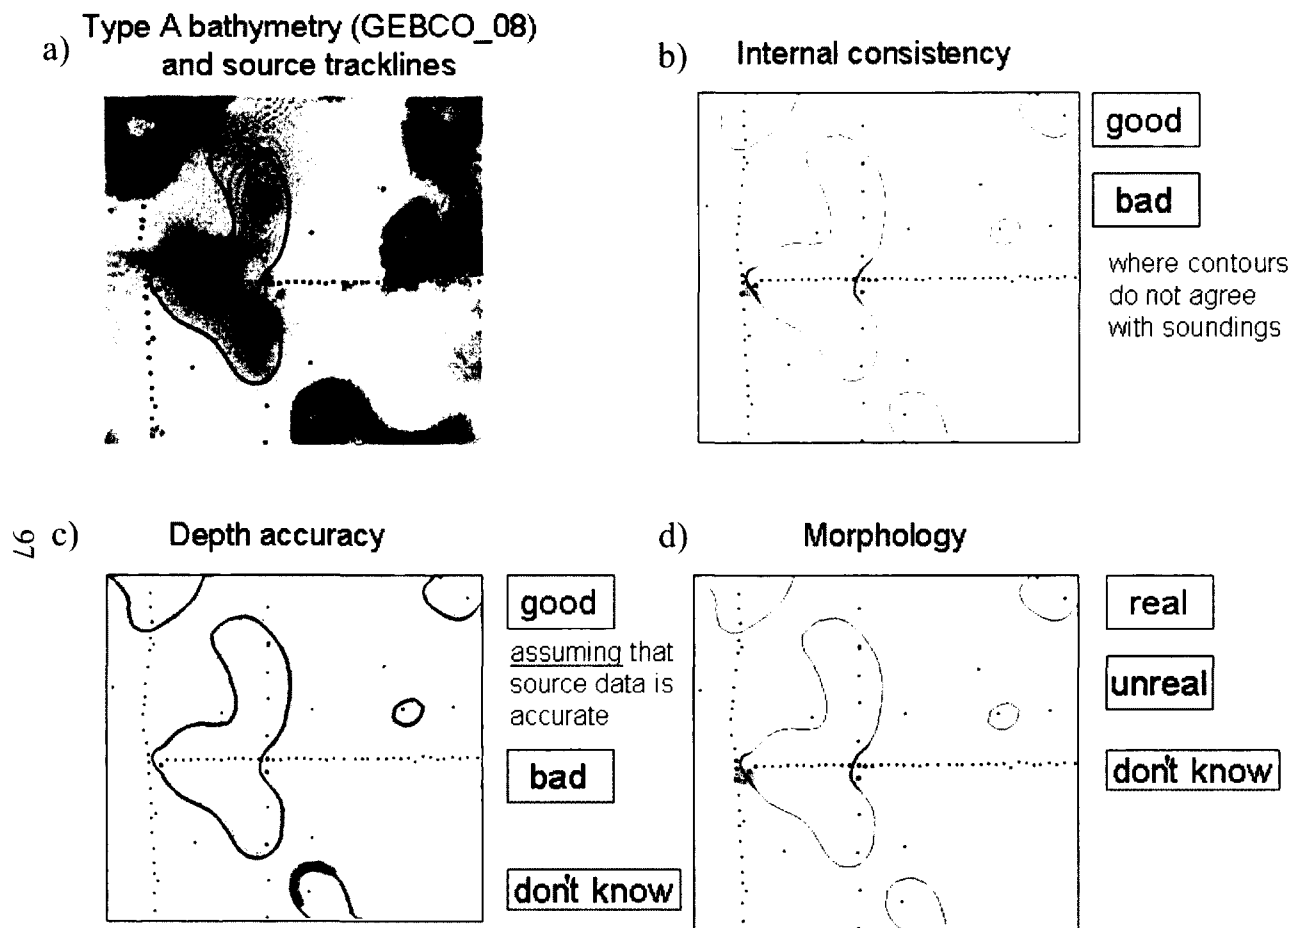 a) Type A bathymetry (GEBCO_08)
and source tracklines
b) Internal consistency
good
bad
where contours
do not agree
with soundings
97
c) Depth accuracy
good
assuming that
source data is
accurate
bad
don't know
d) Morphology
real
unreal
don't know